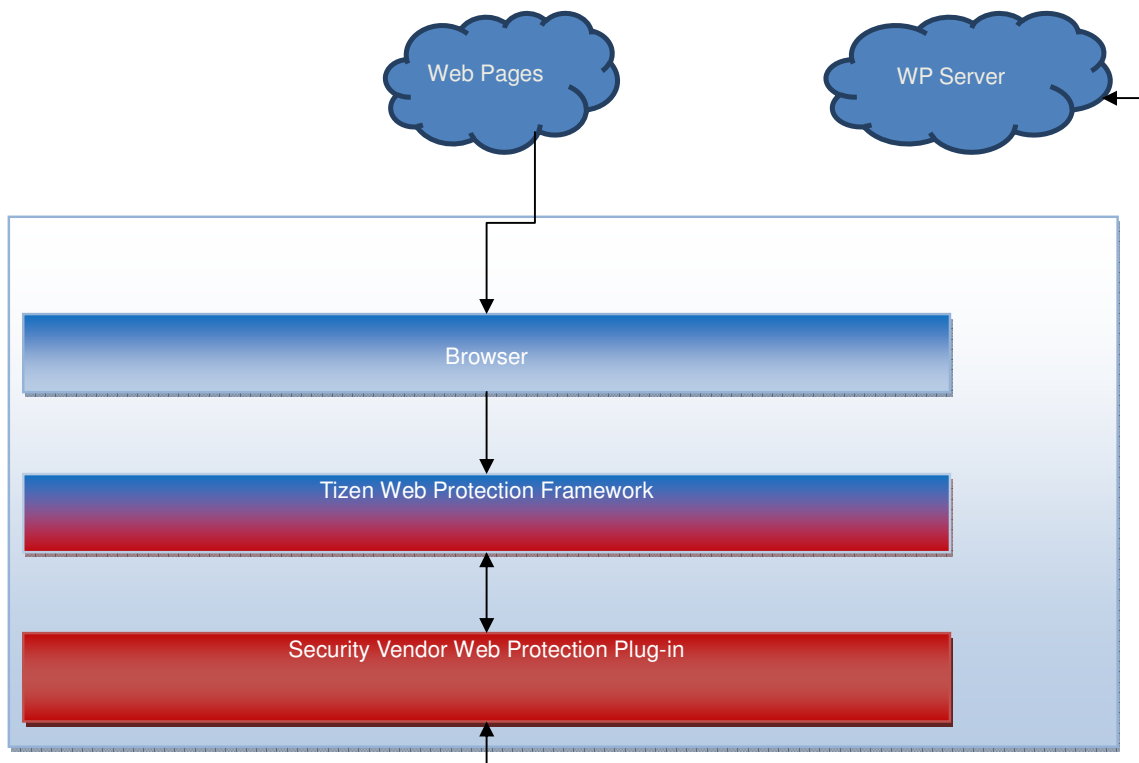 Web Pages
WP Server
Browser
Tizen Web Protection Framework
Security Vendor Web Protection Plug-in